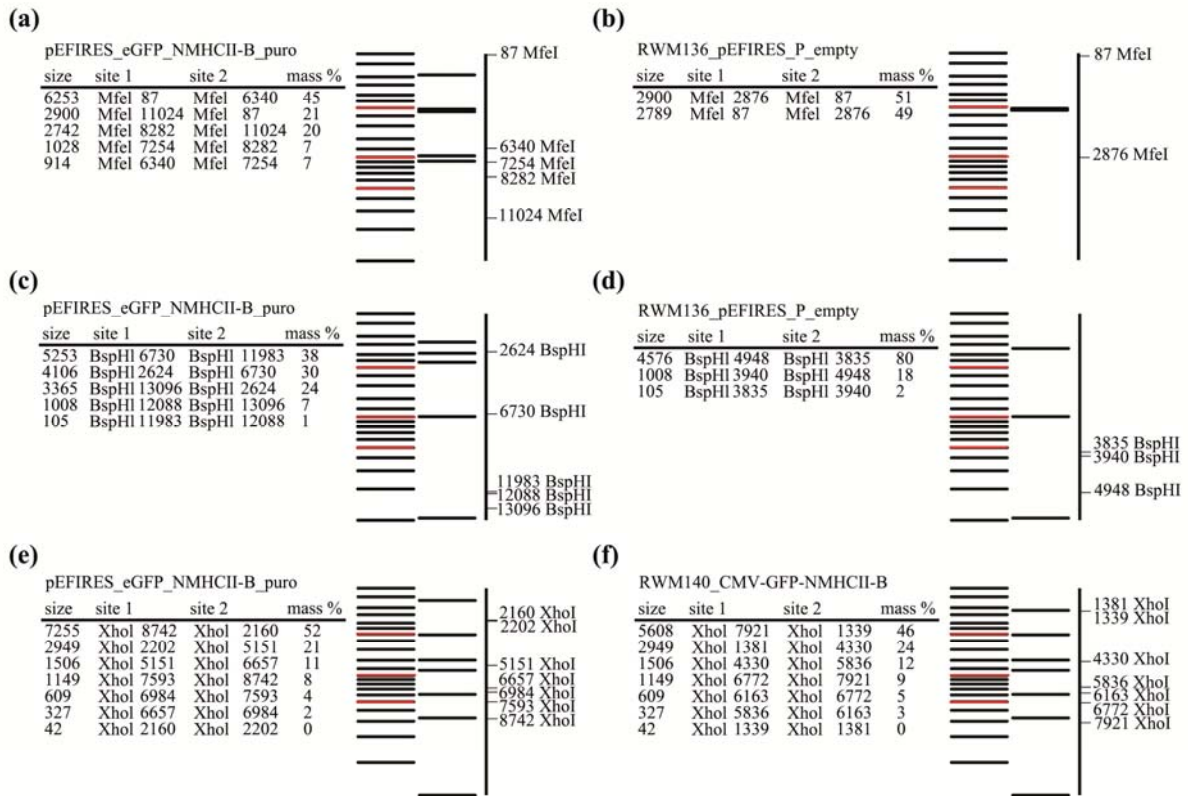 (a)
pEFIRES_eGFP_NMHCII-B_puro
size site 1 site 2 mass %
6253 MfeI 87 MfeI 6340 45
2900 MfeI 11024 MfeI 87 21
2742 MfeI 8282 MfeI 11024 20
1028 MfeI 7254 MfeI 8282 7
914 MfeI 6340 MfeI 7254 7
87 MfeI
6340 MfeI
7254 MfeI
8282 MfeI
11024 MfeI
(b)
RWM136_pEFIRES_P_empty
size site 1 site 2 mass %
2900 MfeI 2876 MfeI 87 51
2789 MfeI 87 MfeI 2876 49
87 MfeI
2876 MfeI
(c)
pEFIRES_eGFP_NMHCII-B_puro
size site 1 site 2 mass %
5253 BspHI 6730 BspHI 11983 38
4106 BspHI 2624 BspHI 6730 30
3365 BspHI 13096 BspHI 2624 24
1008 BspHI 12088 BspHI 13096 7
105 BspHI 11983 BspHI 12088 1
2624 BspHI
6730 BspHI
11983 BspHI
12088 BspHI
13096 BspHI
(d)
RWM136_pEFIRES_P_empty
size site 1 site 2 mass %
4576 BspHI 4948 BspHI 3835 80
1008 BspHI 3940 BspHI 4948 18
105 BspHI 3835 BspHI 3940 2
3835 BspHI
3940 BspHI
4948 BspHI
(e)
pEFIRES_eGFP_NMHCII-B_puro
size site 1 site 2 mass %
7255 XhoI 8742 XhoI 2160 52
2949 XhoI 2202 XhoI 5151 21
1506 XhoI 5151 XhoI 6657 11
1149 XhoI 7593 XhoI 8742 8
609 XhoI 6984 XhoI 7593 4
327 XhoI 6657 XhoI 6984 2
42 XhoI 2160 XhoI 2202 0
2160 XhoI
2202 XhoI
5151 XhoI
6657 XhoI
6984 XhoI
7593 XhoI
8742 XhoI
(f)
RWM140_CMV-GFP-NMHCII-B
size site 1 site 2 mass %
5608 XhoI 7921 XhoI 1339 46
2949 XhoI 1381 XhoI 4330 24
1506 XhoI 4330 XhoI 5836 12
1149 XhoI 6772 XhoI 7921 9
609 XhoI 6163 XhoI 6772 5
327 XhoI 5836 XhoI 6163 3
42 XhoI 1339 XhoI 1381 0
1381 XhoI
1339 XhoI
4330 XhoI
5836 XhoI
6163 XhoI
6772 XhoI
7921 XhoI